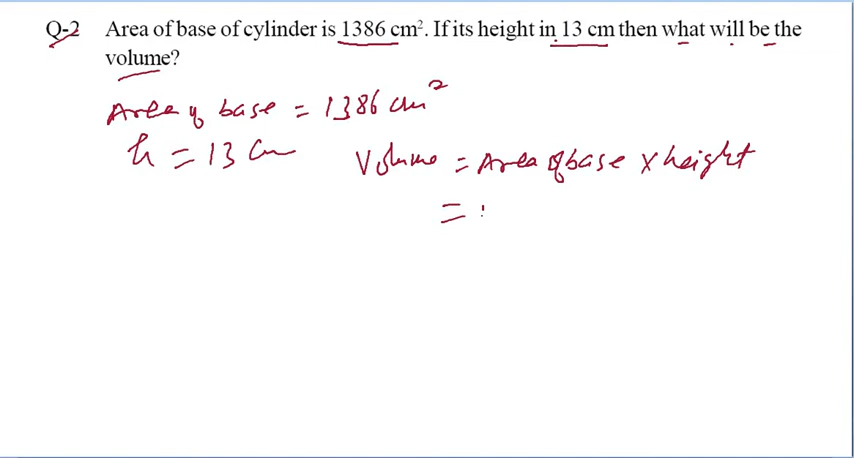 Q-2 Area of base of cylinder is 1386 cm². If its height in 13 cm then what will be the
volume?
Area of base = 1386 cm²
h = 13 cm
Volume = Area of base × height
=